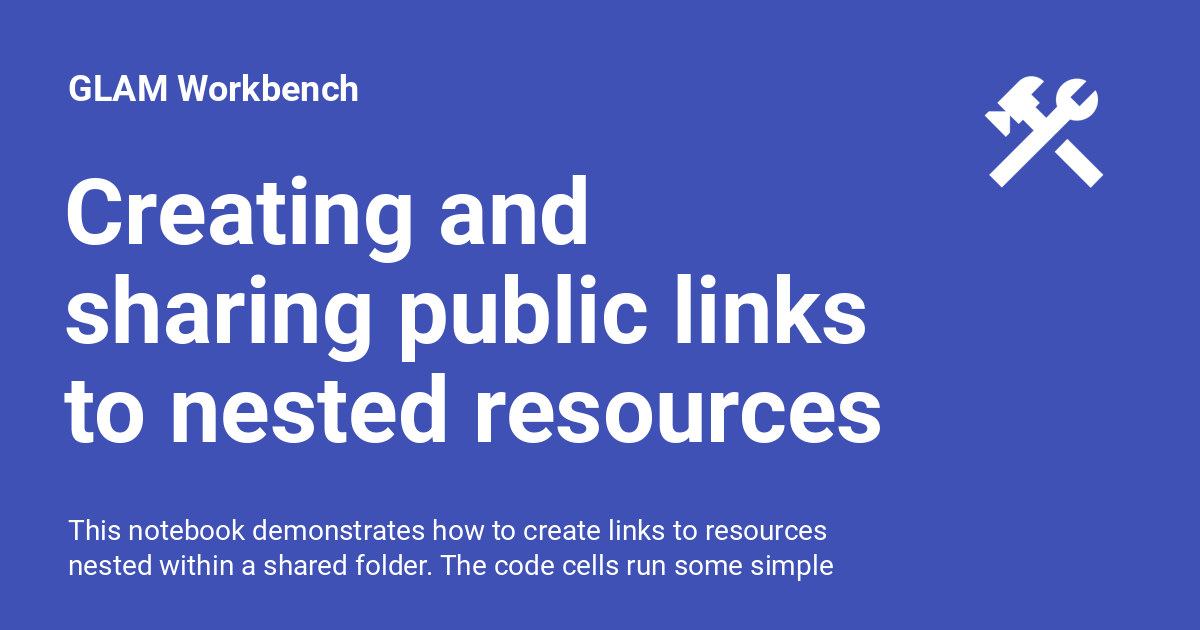 GLAM Workbench
Creating and
sharing public links
to nested resources
This notebook demonstrates how to create links to resources
nested within a shared folder. The code cells run some simple